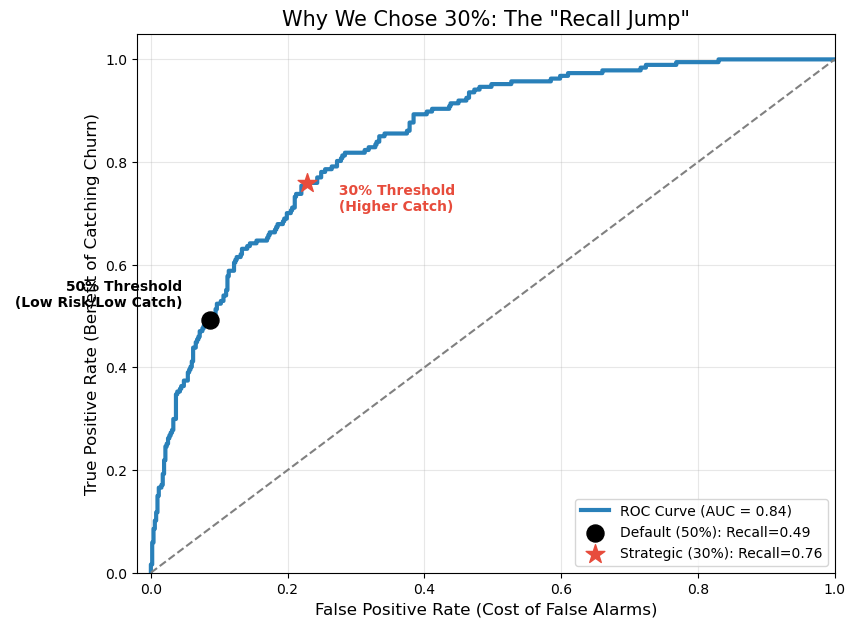 Why We Chose 30%: The "Recall Jump"
True Positive Rate (Benefit of Catching Churn)
1.0
0.8
0.6
0.4
0.2
0.0
30% Threshold
(Higher Catch)
50% Threshold
(Low Risk/Low Catch)
ROC Curve (AUC = 0.84)
Default (50%): Recall=0.49
Strategic (30%): Recall=0.76
0.0
0.2
0.4
0.6
0.8
1.0
False Positive Rate (Cost of False Alarms)